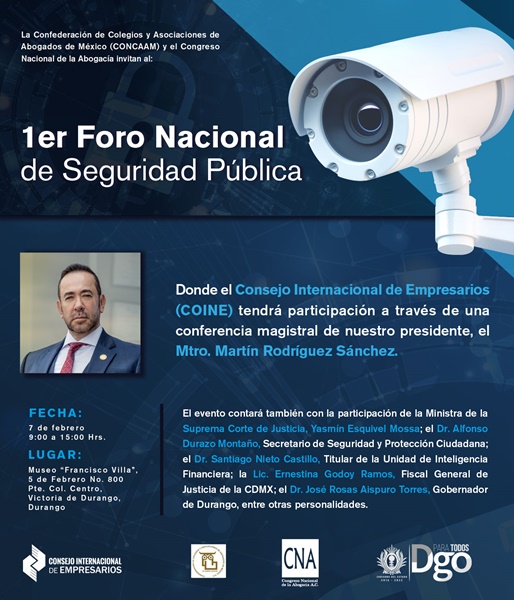 La Confederación de Colegios y Asociaciones de
Abogados de México (CONCAAM) y el Congreso
Nacional de la Abogacía invitan al:
1er Foro Nacional
de Seguridad Pública
Donde el Consejo Internacional de Empresarios
(COINE) tendrá participación a través de una
conferencia magistral de nuestro presidente, el
Mtro. Martín Rodríguez Sánchez.
FECHA:
7 de febrero
9:00 a 15:00 Hrs.
LUGAR:
Museo “Francisco Villa”,
5 de Febrero No. 800
Pte. Col. Centro,
Victoria de Durango,
Durango
El evento contará también con la participación de la Ministra de la
Suprema Corte de Justicia, Yasmín Esquivel Mossa; el Dr. Alfonso
Durazo Montaño, Secretario de Seguridad y Protección Ciudadana;
el Dr. Santiago Nieto Castillo, Titular de la Unidad de Inteligencia
Financiera; la Lic. Ernestina Godoy Ramos, Fiscal General de
Justicia de la CDMX; el Dr. José Rosas Aispuro Torres, Gobernador
de Durango, entre otras personalidades.
CONSEJO INTERNACIONAL
DE EMPRESARIOS
CNA
Congreso Nacional
de la Abogacía A.C.
PARA TODOS
Dgo